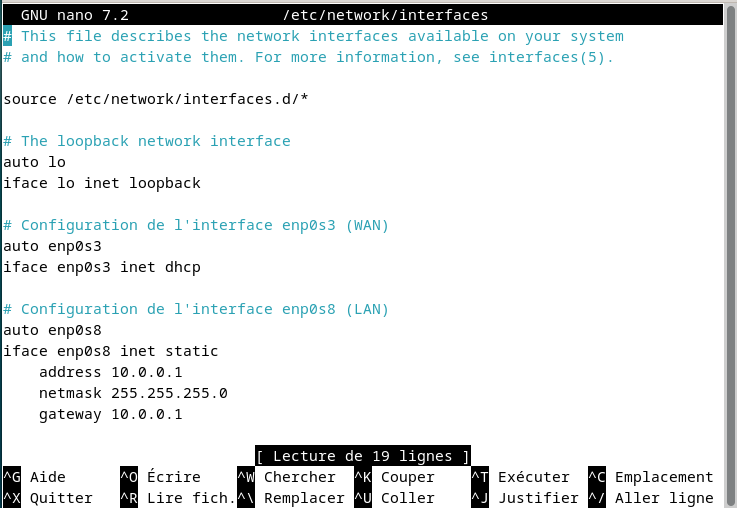 GNU nano 7.2 /etc/network/interfaces
# This file describes the network interfaces available on your system
# and how to activate them. For more information, see interfaces(5).
source /etc/network/interfaces.d/*
# The loopback network interface
auto lo
iface lo inet loopback
# Configuration de l'interface enp0s3 (WAN)
auto enp0s3
iface enp0s3 inet dhcp
# Configuration de l'interface enp0s8 (LAN)
auto enp0s8
iface enp0s8 inet static
    address 10.0.0.1
    netmask 255.255.255.0
    gateway 10.0.0.1
[ Lecture de 19 lignes ]
^G Aide ^O Écrire ^W Chercher ^K Couper ^T Exécuter ^C Emplacement
^X Quitter ^R Lire fich. ^\ Remplacer ^U Coller ^J Justifier ^/ Aller ligne